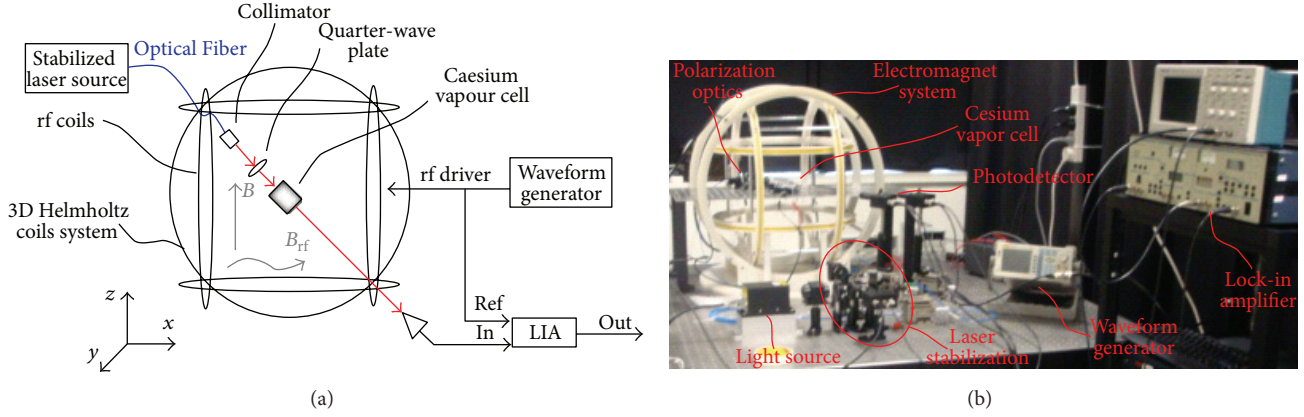 Collimator
Quarter-wave
plate
Optical Fiber
Stabilized
laser source
Caesium
vapour cell
rf coils
rf driver
Waveform
generator
B
3D Helmholtz
coils system
Brf
z
x
y
Ref
In
LIA
Out
(a)
Polarization
optics
Electromagnet
system
Cesium
vapor cell
Photodetector
Lock-in
amplifier
Waveform
generator
Laser
stabilization
Light source
(b)